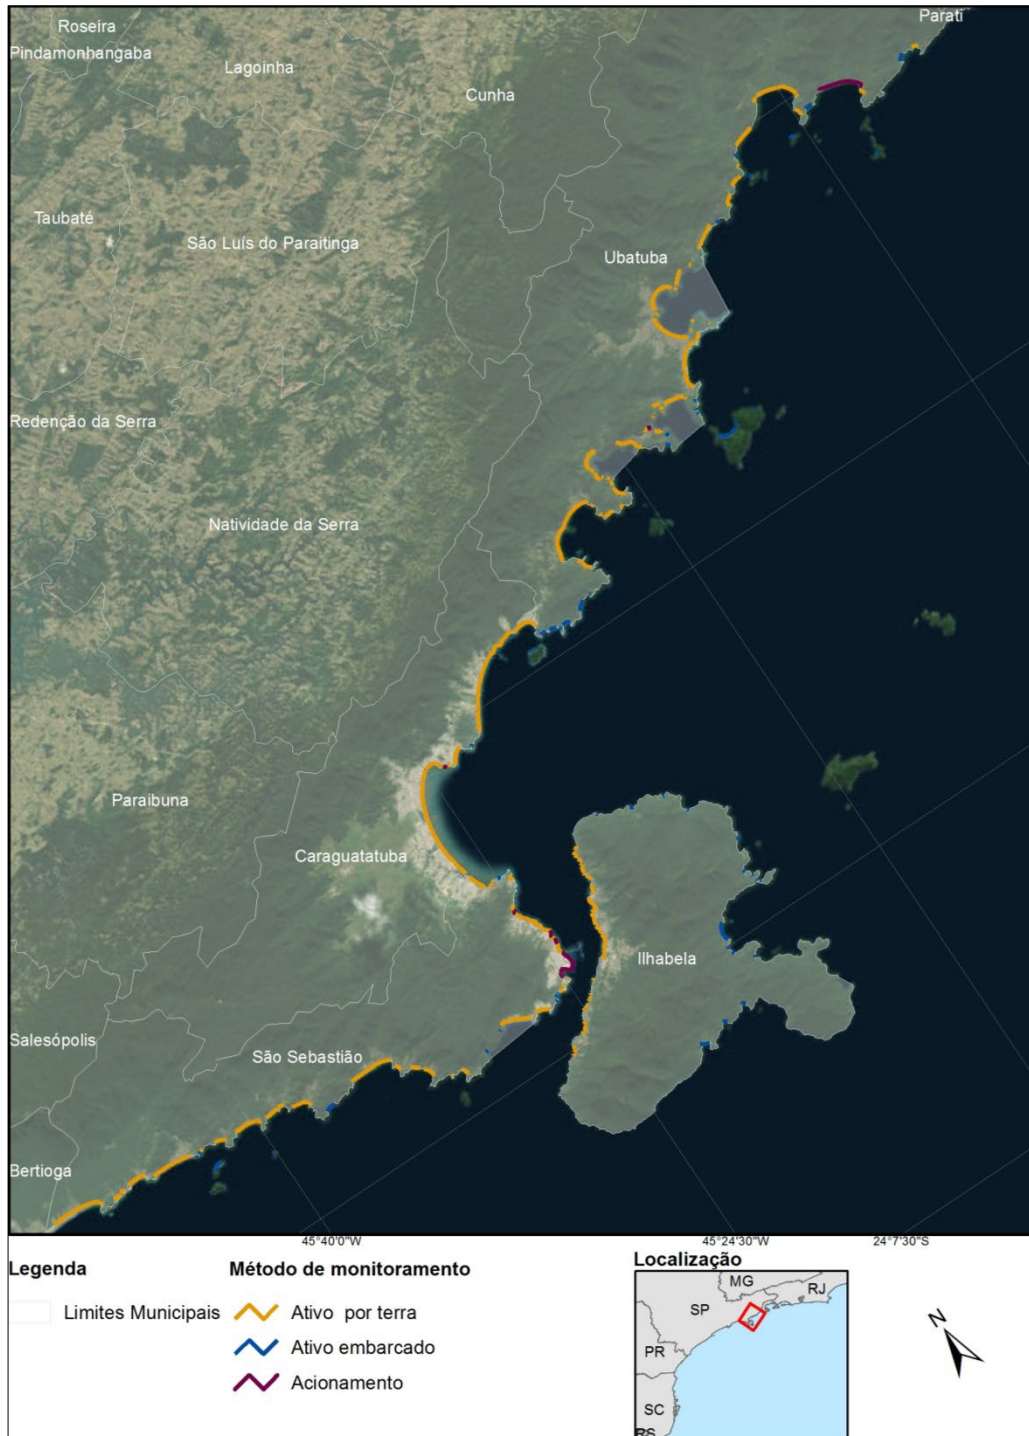 Parati
Roseira
Pindamonhangaba
Lagoinha
Cunha
Taubaté
São Luís do Paraitinga
Ubatuba
Redenção da Serra
Natividade da Serra
Paraibuna
Caraguatatuba
Ilhabela
Salesópolis
São Sebastião
Bertioga
45°40'0"W
45°24'30"W
24°7'30"S
Legenda
Limites Municipais
Método de monitoramento
Ativo por terra
Ativo embarcado
Acionamento
Localização
MG
RJ
SP
PR
SC
RS
N